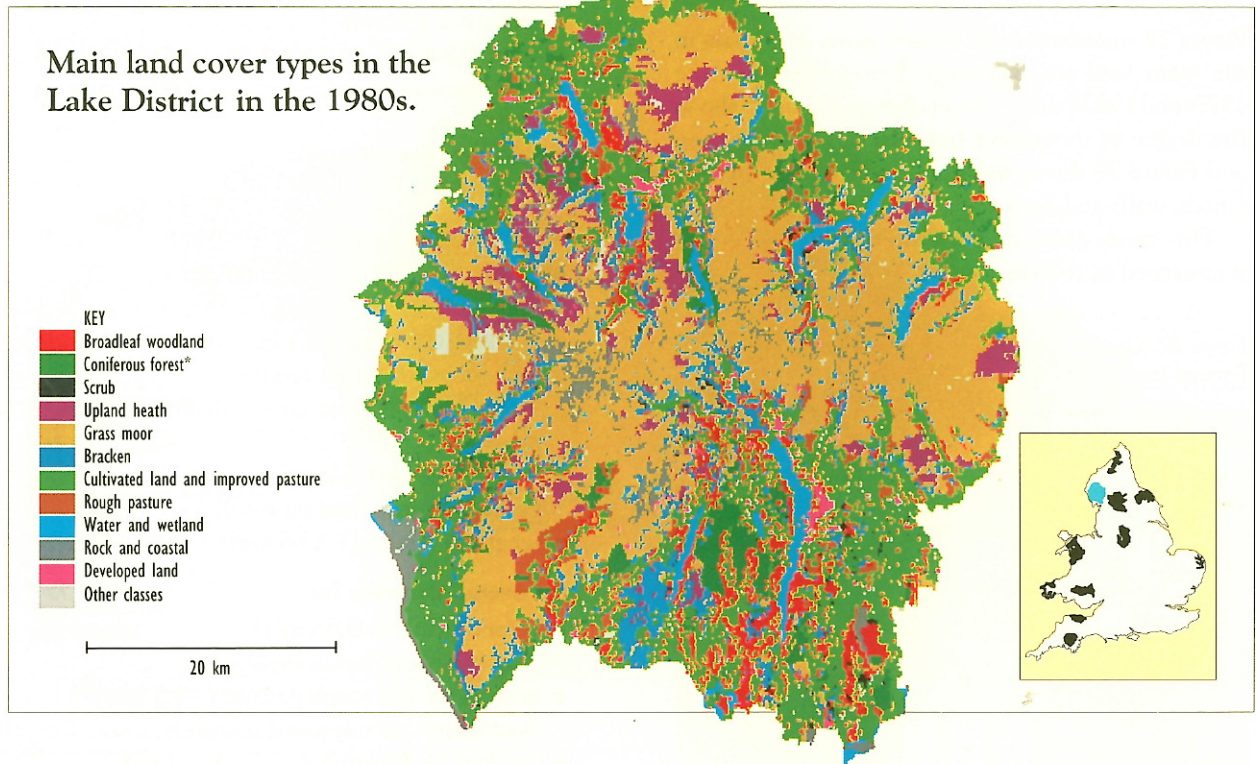 Main land cover types in the
Lake District in the 1980s.
KEY
Broadleaf woodland
Coniferous forest*
Scrub
Upland heath
Grass moor
Bracken
Cultivated land and improved pasture
Rough pasture
Water and wetland
Rock and coastal
Developed land
Other classes
20 km